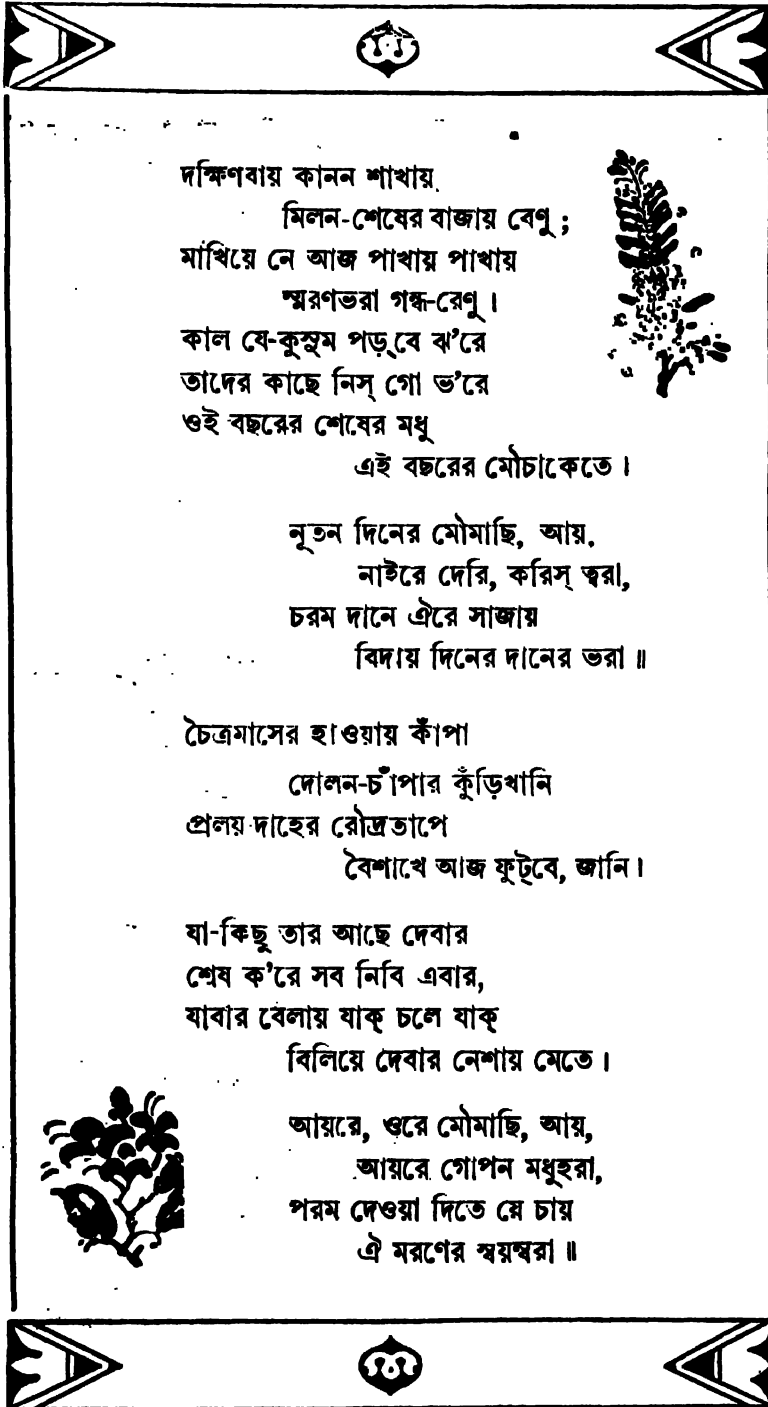 দক্ষিণবায় কানন শাখায়
মিলন-শেষের বাজায় বেণু ;
মাখিয়ে নে আজ পাখায় পাখায়
স্মরণভরা গন্ধ-রেণু ।
কাল যে-কুসুম পড়্‌বে ঝ'রে
তাদের কাছে নিস্ গো ভ'রে
ওই বছরের শেষের মধু
এই বছরের মৌচাকেতে ।
নূতন দিনের মৌমাছি, আয়.
নাইরে দেরি, করিস্ ত্বরা,
চরম দানে ঐরে সাজায়
বিদায় দিনের দানের ভরা ॥
চৈত্রমাসের হাওয়ায় কাঁপা
দোলন-চাঁপার কুঁড়িখানি
প্রলয় দাহের রৌদ্রতাপে
বৈশাখে আজ ফুট্‌বে, জানি ।
যা-কিছু তার আছে দেবার
শেষ ক'রে সব নিবি এবার,
যাবার বেলায় যাক্ চলে যাক্
বিলিয়ে দেবার নেশায় মেতে ।
আয়রে, ওরে মৌমাছি, আয়,
আয়রে গোপন মধুহরা,
পরম দেওয়া দিতে যে চায়
ঐ মরণের স্বয়ম্বরা ॥